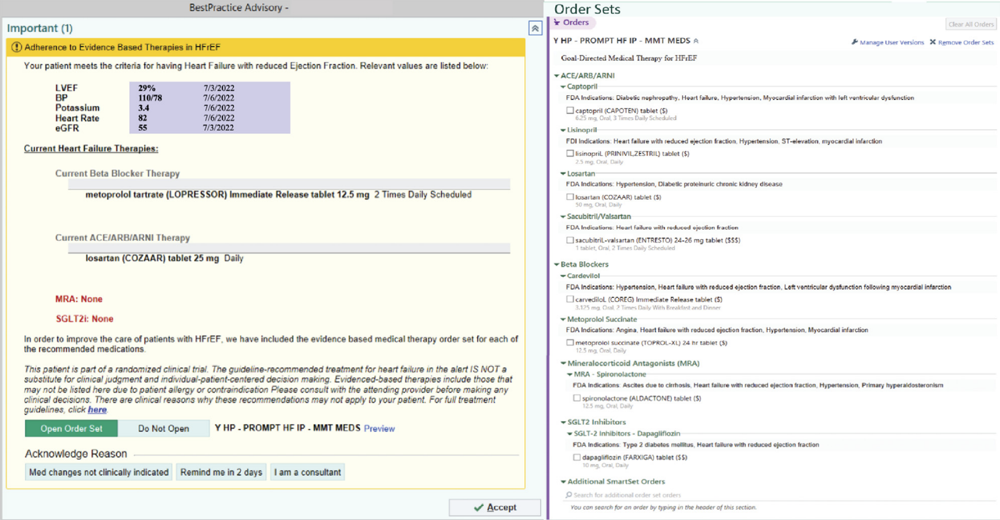 BestPractice Advisory -
Important (1)
Adherence to Evidence Based Therapies in HFrEF
Your patient meets the criteria for having Heart Failure with reduced Ejection Fraction. Relevant values are listed below:
LVEF 29% 7/3/2022
BP 110/78 7/6/2022
Potassium 3.4 7/6/2022
Heart Rate 82 7/6/2022
eGFR 55 7/3/2022
Current Heart Failure Therapies:
Current Beta Blocker Therapy
metoprolol tartrate (LOPRESSOR) Immediate Release tablet 12.5 mg 2 Times Daily Scheduled
Current ACE/ARB/ARNI Therapy
losartan (COZAAR) tablet 25 mg Daily
MRA: None
SGLT2i: None
In order to improve the care of patients with HFrEF, we have included the evidence based medical therapy order set for each of
the recommended medications.
This patient is part of a randomized clinical trial. The guideline-recommended treatment for heart failure in the alert IS NOT a
substitute for clinical judgment and individual-patient-centered decision making. Evidenced-based therapies include those that
may not be listed here due to patient allergy or contraindication Please consult with the attending provider before making any
clinical decisions. There are clinical reasons why these recommendations may not apply to your patient. For full treatment
guidelines, click here.
Open Order Set Do Not Open Y HP - PROMPT HF IP - MMT MEDS Preview
Acknowledge Reason
Med changes not clinically indicated Remind me in 2 days I am a consultant
Accept
Order Sets
Orders
Clear All Orders
Y HP - PROMPT HF IP - MMT MEDS
Manage User Versions Remove Order Sets
Goal-Directed Medical Therapy for HFrEF
ACE/ARB/ARNI
Captopril
FDA Indications: Diabetic nephropathy, Heart failure, Hypertension, Myocardial infarction with left ventricular dysfunction
captopril (CAPOTEN) tablet ($)
6.25 mg, Oral, 3 Times Daily Scheduled
Lisinopril
FDI Indications: Heart failure with reduced ejection fraction, Hypertension, ST-elevation, myocardial infarction
lisinopriL (PRINIVIL,ZESTRIL) tablet ($)
2.5 mg, Oral, Daily
Losartan
FDA Indications: Hypertension, Diabetic proteinuric chronic kidney disease
losartan (COZAAR) tablet ($)
50 mg, Oral, Daily
Sacubitril/Valsartan
FDA Indications: Heart failure with reduced ejection fraction
sacubitriL-valsartan (ENTRESTO) 24-26 mg tablet ($$$)
1 tablet, Oral, 2 Times Daily Scheduled
Beta Blockers
Cardevilol
FDA Indications: Hypertension, Heart failure with reduced ejection fraction, Left ventricular dysfunction following myocardial infarction
carvediloL (COREG) Immediate Release tablet ($)
3.125 mg, Oral, 2 Times Daily With Breakfast and Dinner
Metoprolol Succinate
FDA Indications: Angina, Heart failure with reduced ejection fraction, Hypertension, Myocardial infarction
metoprolol succinate (TOPROL-XL) 24 hr tablet ($)
12.5 mg, Oral, Daily
Mineralocorticoid Antagonists (MRA)
MRA - Spironolactone
FDA Indications: Ascites due to cirrhosis, Heart failure with reduced ejection fraction, Hypertension, Primary hyperaldosteronism
spironolactone (ALDACTONE) tablet ($)
12.5 mg, Oral, Daily
SGLT2 Inhibitors
SGLT-2 Inhibitors - Dapagliflozin
FDA Indications: Type 2 diabetes mellitus, Heart failure with reduced ejection fraction
dapagliflozin (FARXIGA) tablet ($$)
10 mg, Oral, Daily
Additional SmartSet Orders
Search for additional order set orders
You can search for an order by typing in the header of this section.